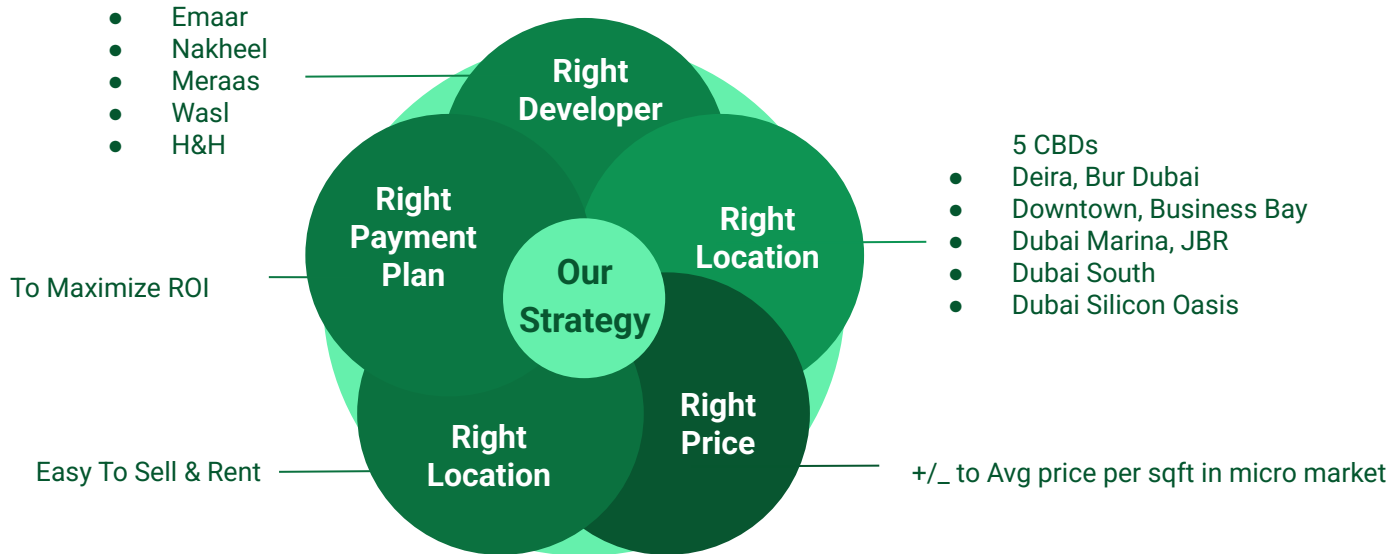 ● Emaar
● Nakheel
● Meraas
● Wasl
● H&H
Right
Developer
5 CBDs
● Deira, Bur Dubai
● Downtown, Business Bay
● Dubai Marina, JBR
● Dubai South
● Dubai Silicon Oasis
Right
Location
Right
Payment
Plan
To Maximize ROI
Our
Strategy
Right
Price
+/_ to Avg price per sqft in micro market
Right
Location
Easy To Sell & Rent